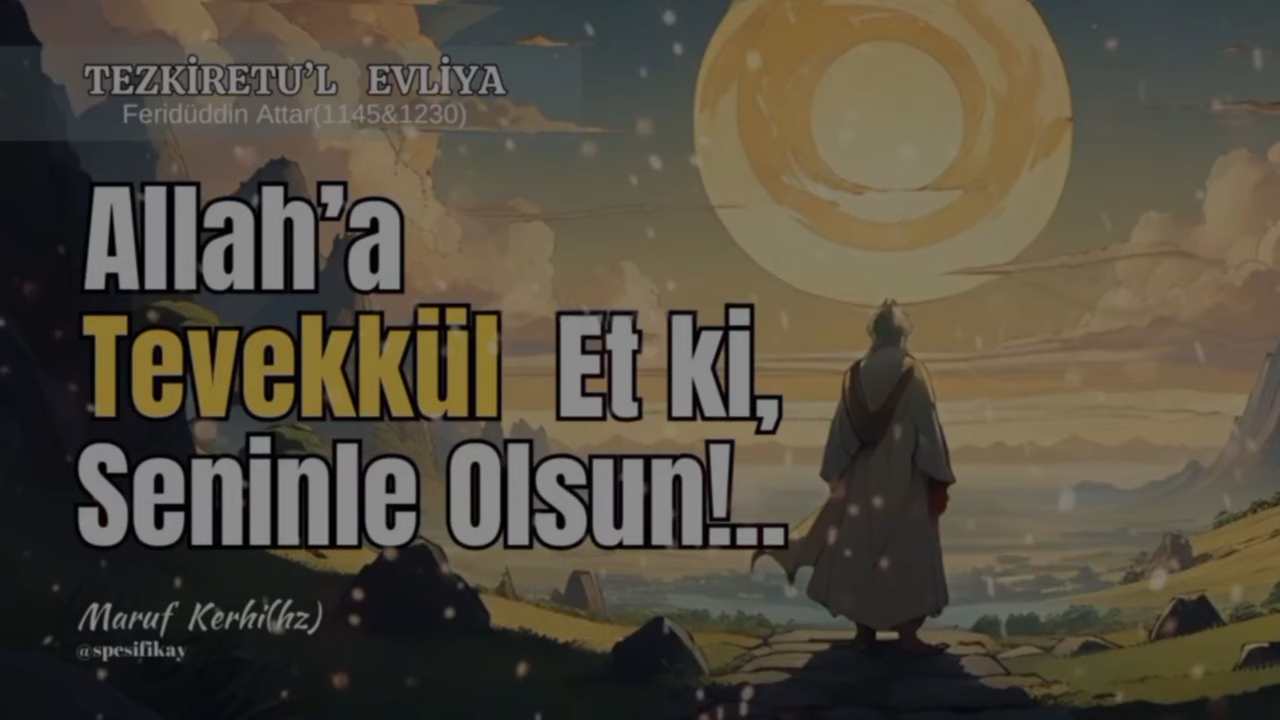 TEZKİRETU’L EVLİYA
Feridüddin Attar(1145&1230)
Allah’a
Tevekkül Et ki,
Seninle Olsun!..
Maruf Kerhi(hz)
@spesifikay